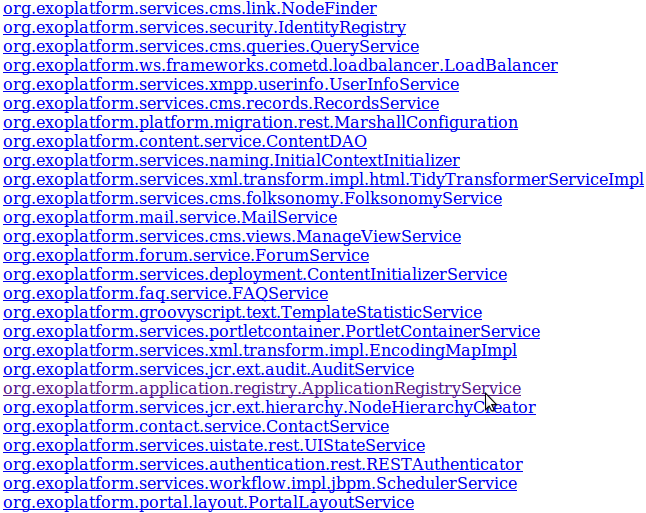 org.exoplatform.services.cms.link.NodeFinder
org.exoplatform.services.security.IdentityRegistry
org.exoplatform.services.cms.queries.QueryService
org.exoplatform.ws.frameworks.cometd.loadbalancer.LoadBalancer
org.exoplatform.services.xmpp.userinfo.UserInfoService
org.exoplatform.services.cms.records.RecordsService
org.exoplatform.platform.migration.rest.MarshallConfiguration
org.exoplatform.content.service.ContentDAO
org.exoplatform.services.naming.InitialContextInitializer
org.exoplatform.services.xml.transform.impl.html.TidyTransformerServiceImpl
org.exoplatform.services.cms.folksonomy.FolksonomyService
org.exoplatform.mail.service.MailService
org.exoplatform.services.cms.views.ManageViewService
org.exoplatform.forum.service.ForumService
org.exoplatform.services.deployment.ContentInitializerService
org.exoplatform.faq.service.FAQService
org.exoplatform.groovyscript.text.TemplateStatisticService
org.exoplatform.services.portletcontainer.PortletContainerService
org.exoplatform.services.xml.transform.impl.EncodingMapImpl
org.exoplatform.services.jcr.ext.audit.AuditService
org.exoplatform.application.registry.ApplicationRegistryService
org.exoplatform.services.jcr.ext.hierarchy.NodeHierarchyCreator
org.exoplatform.contact.service.ContactService
org.exoplatform.services.uistate.rest.UIStateService
org.exoplatform.services.authentication.rest.RESTAuthenticator
org.exoplatform.services.workflow.impl.jbpm.SchedulerService
org.exoplatform.portal.layout.PortalLayoutService